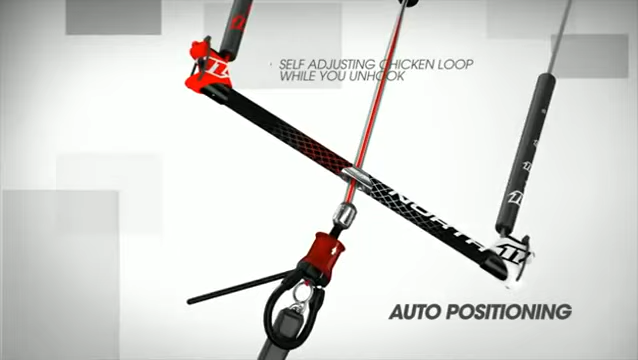 SELF ADJUSTING CHICKEN LOOP
WHILE YOU UNHOOK
NORTH
AUTO POSITIONING